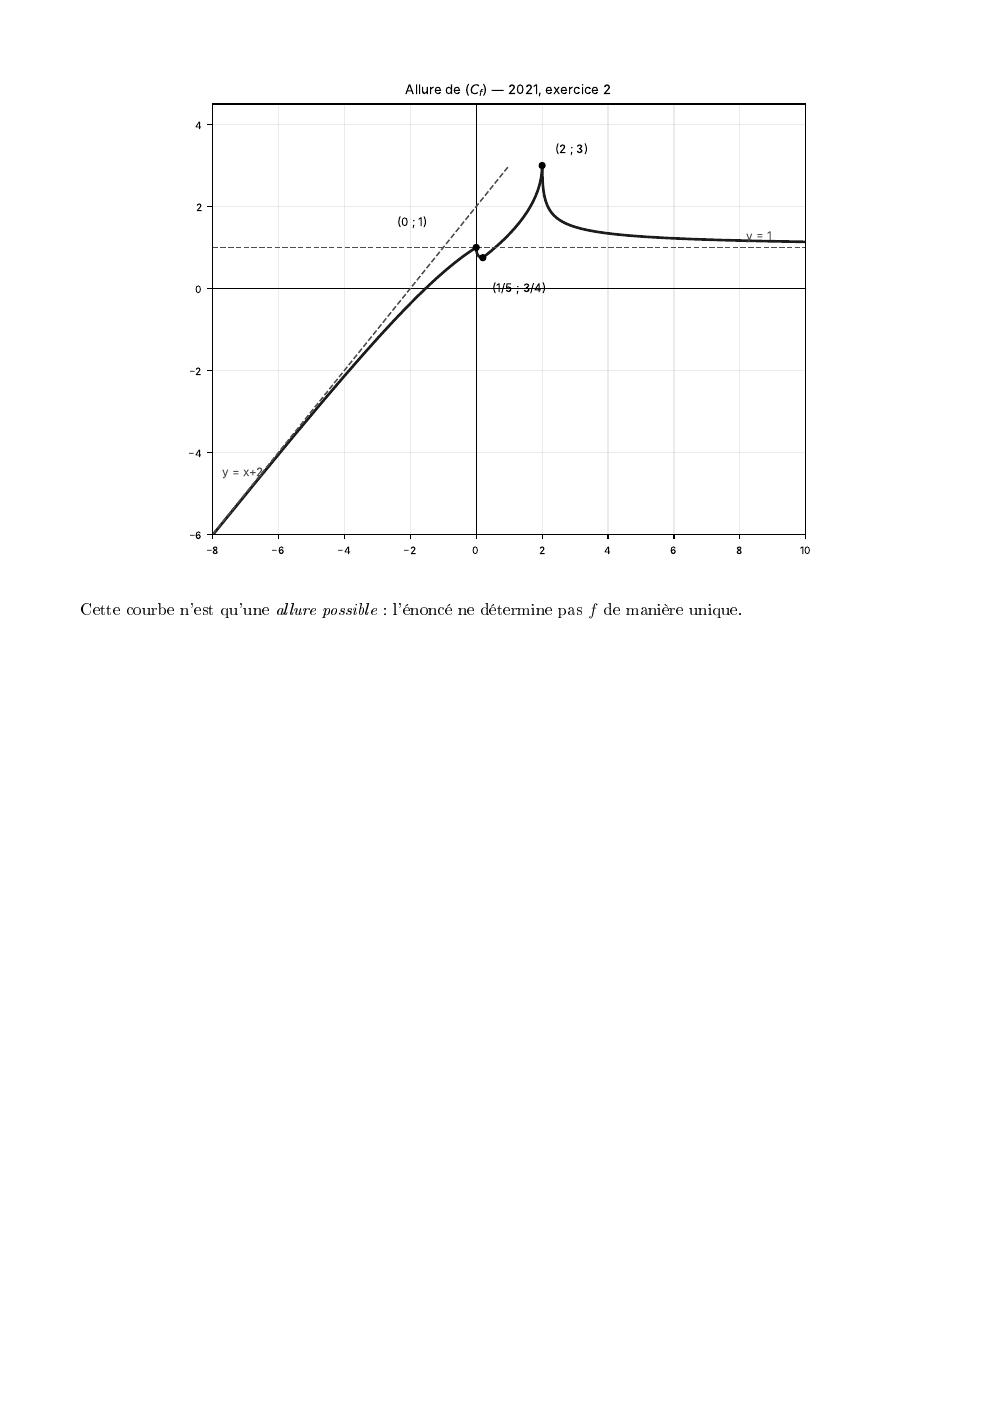 Allure de (Cf) — 2021, exercice 2
4
(2 ; 3)
2
(0 ; 1)
y = 1
0
(1/5 ; 3/4)
−2
−4
y = x+2
−6
−8 −6 −4 −2 0 2 4 6 8 10
Cette courbe n'est qu'une allure possible : l'énoncé ne détermine pas f de manière unique.